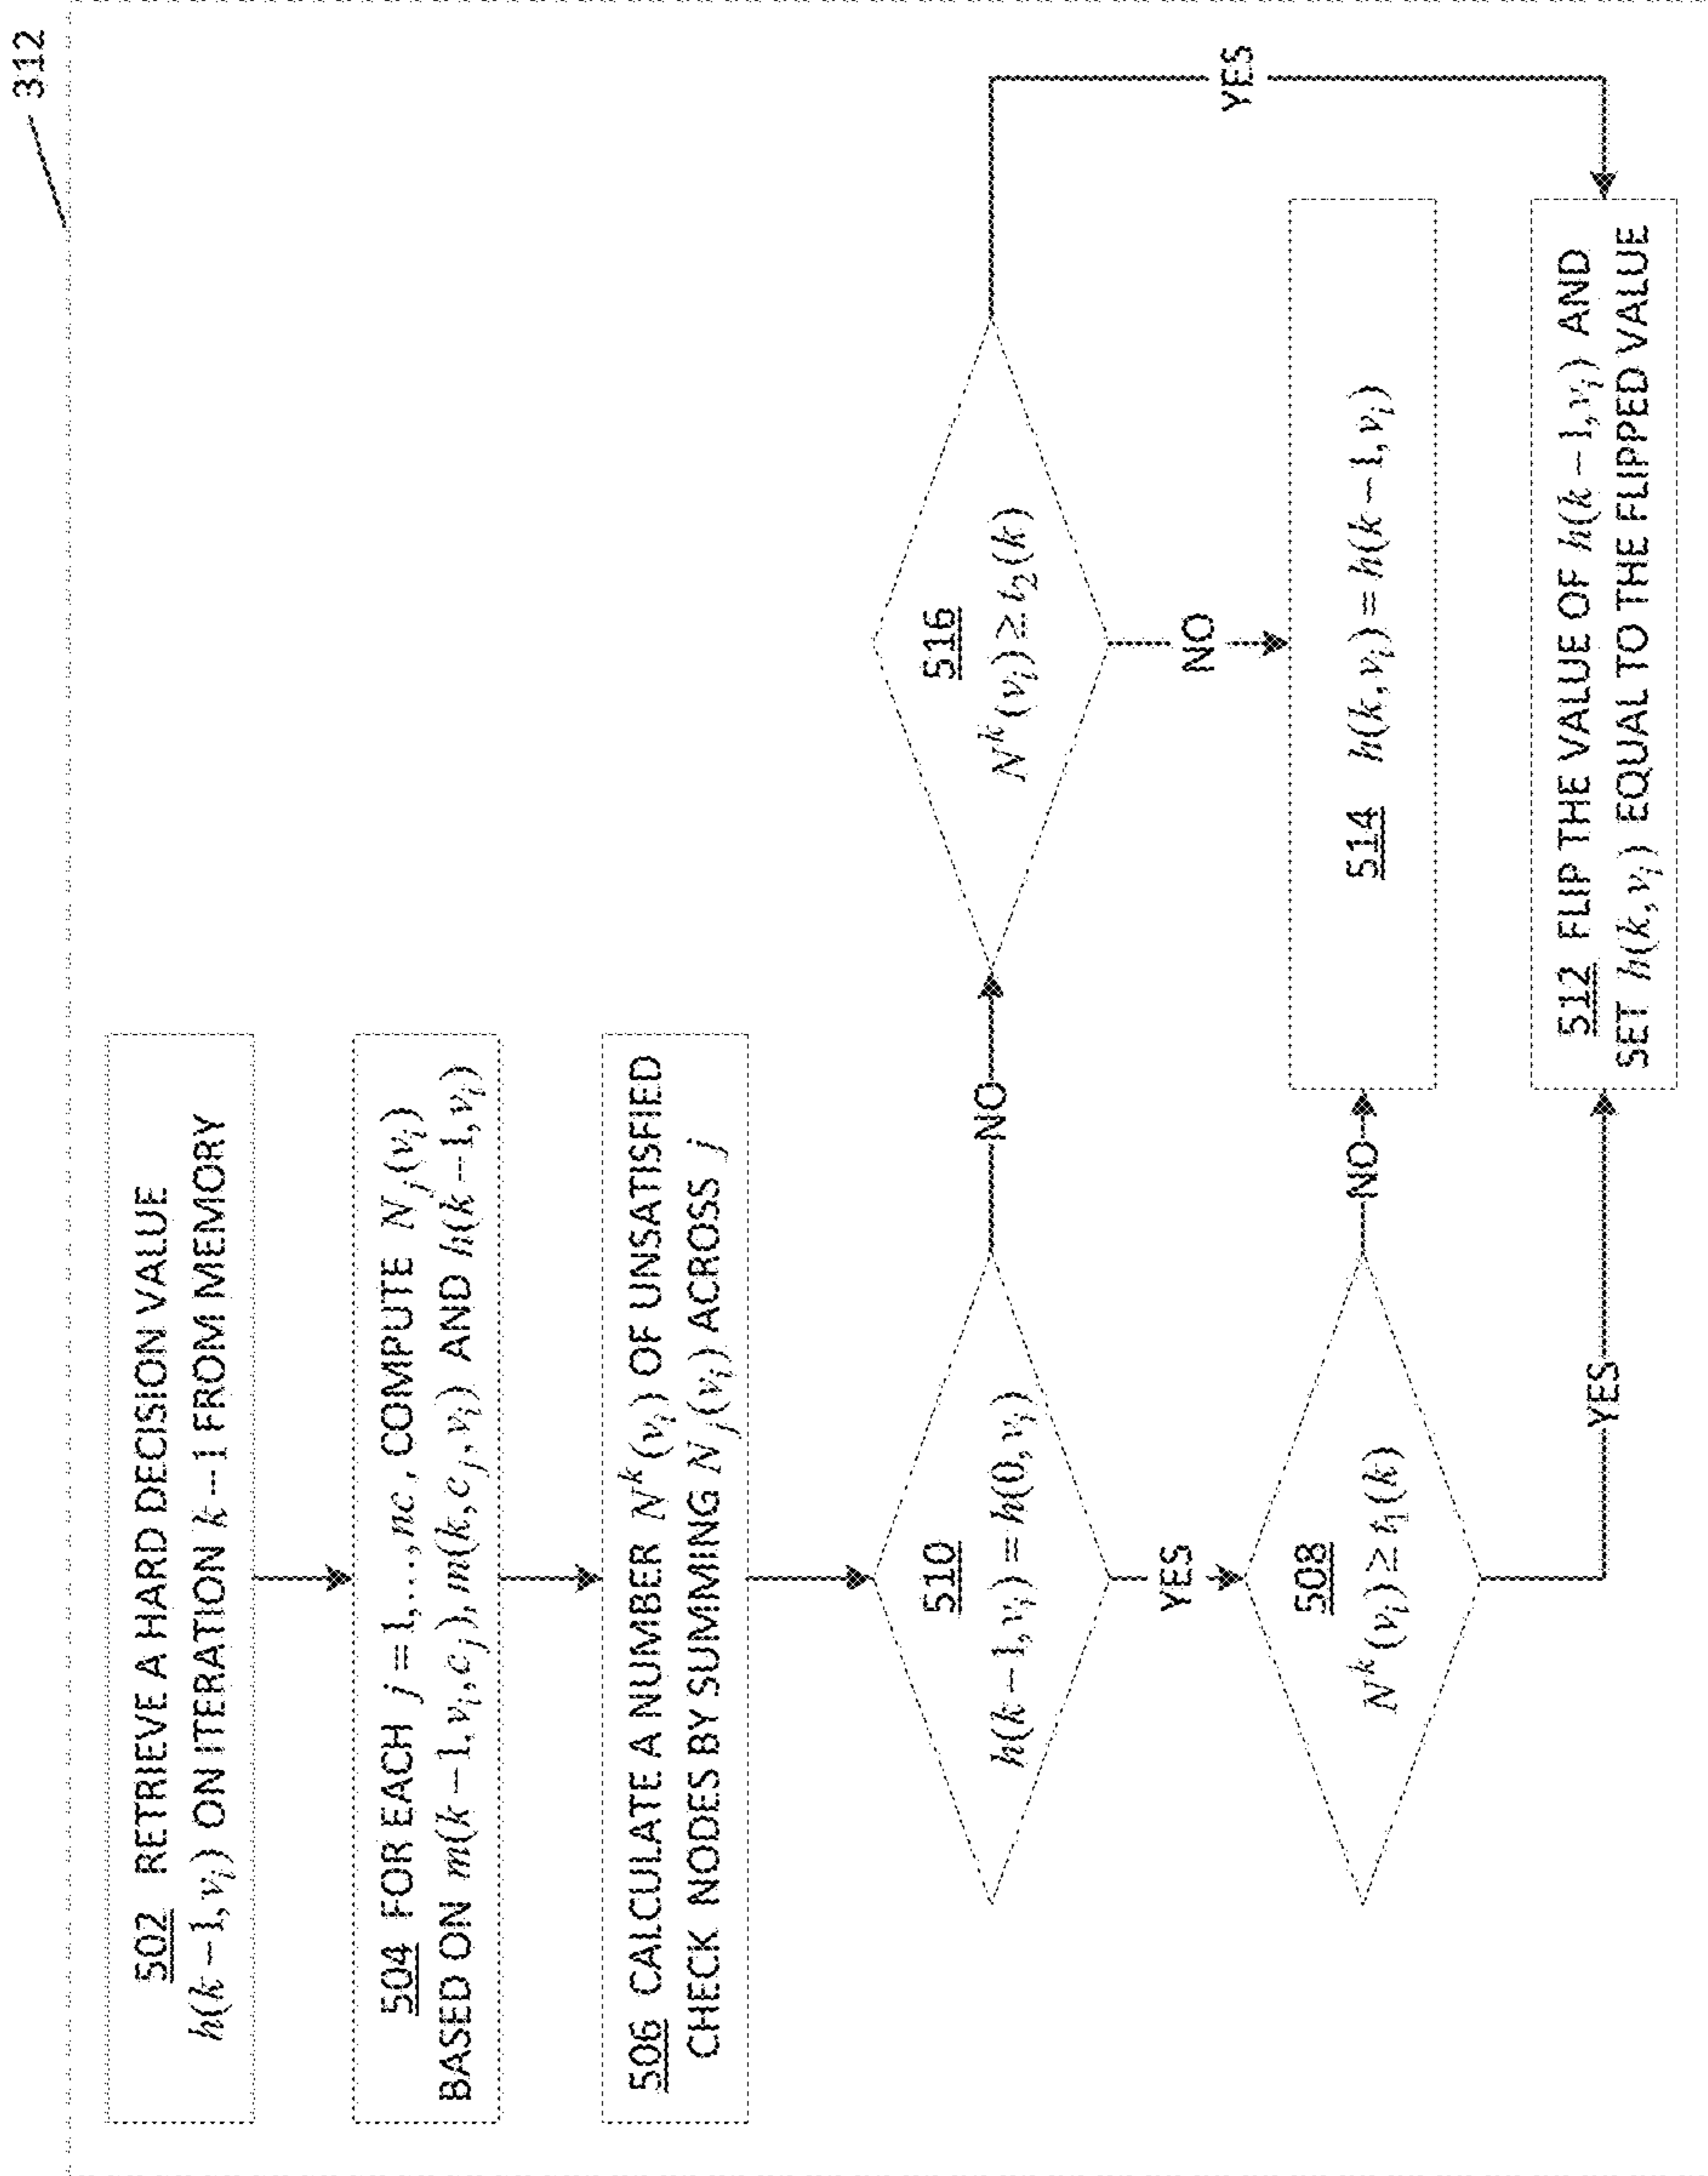 312
502 RETRIEVE A HARD DECISION VALUE
h(k−1,v_i) ON ITERATION k−1 FROM MEMORY
504 FOR EACH j=1,...,nc, COMPUTE N_j(v_i)
BASED ON m(k−1,v_i,c_j),m(k,c_j,v_i) AND h(k−1,v_i)
506 CALCULATE A NUMBER N^k(v_i) OF UNSATISFIED
CHECK NODES BY SUMMING N_j(v_i) ACROSS j
510
h(k−1,v_i)=h(0,v_i)
NO
516
N^k(v_i)≥t_2(k)
YES
YES
NO
508
N^k(v_i)≥t_1(k)
NO
514 h(k,v_i)=h(k−1,v_i)
YES
512 FLIP THE VALUE OF h(k−1,v_i) AND
SET h(k,v_i) EQUAL TO THE FLIPPED VALUE